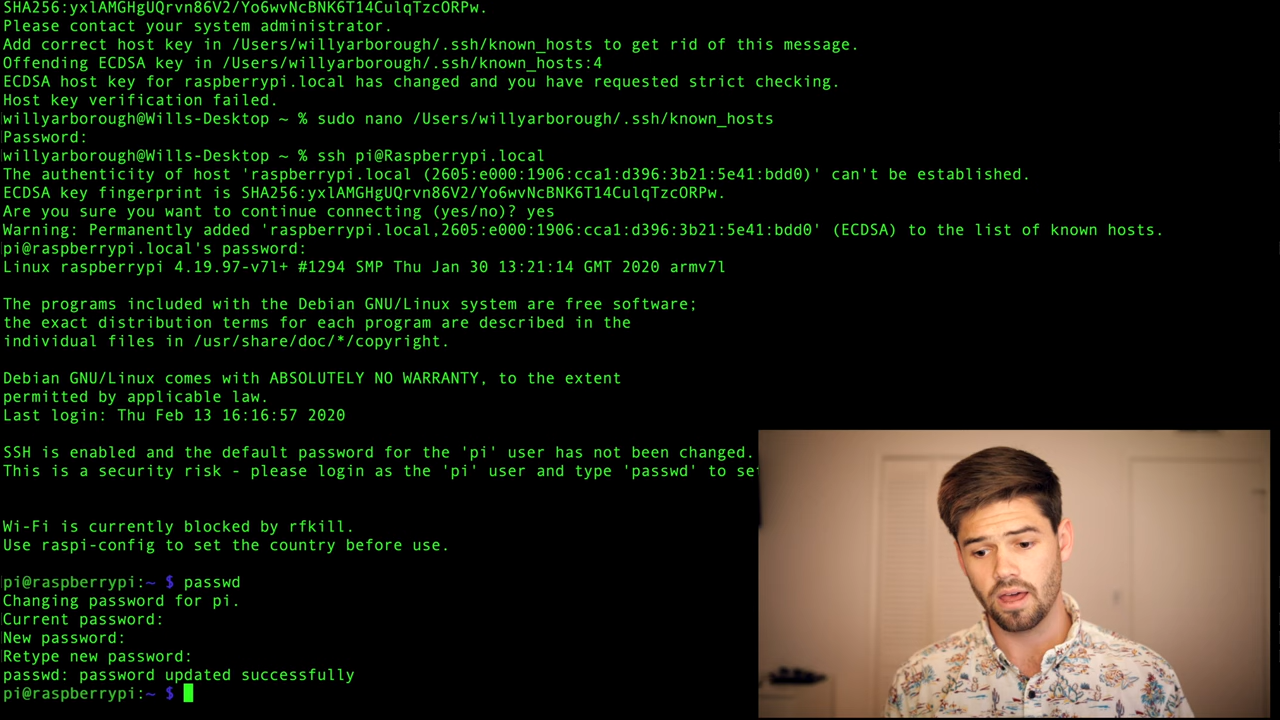 SHA256:yxlAMGHgUQrvn86V2/Yo6wvNcBNK6T14CulqTzcORPw.
Please contact your system administrator.
Add correct host key in /Users/willyarborough/.ssh/known_hosts to get rid of this message.
Offending ECDSA key in /Users/willyarborough/.ssh/known_hosts:4
ECDSA host key for raspberrypi.local has changed and you have requested strict checking.
Host key verification failed.
willyarborough@Wills-Desktop ~ % sudo nano /Users/willyarborough/.ssh/known_hosts
Password:
willyarborough@Wills-Desktop ~ % ssh pi@Raspberrypi.local
The authenticity of host 'raspberrypi.local (2605:e000:1906:cca1:d396:3b21:5e41:bdd0)' can't be established.
ECDSA key fingerprint is SHA256:yxlAMGHgUQrvn86V2/Yo6wvNcBNK6T14CulqTzcORPw.
Are you sure you want to continue connecting (yes/no)? yes
Warning: Permanently added 'raspberrypi.local,2605:e000:1906:cca1:d396:3b21:5e41:bdd0' (ECDSA) to the list of known hosts.
pi@raspberrypi.local's password:
Linux raspberrypi 4.19.97-v7l+ #1294 SMP Thu Jan 30 13:21:14 GMT 2020 armv7l
The programs included with the Debian GNU/Linux system are free software;
the exact distribution terms for each program are described in the
individual files in /usr/share/doc/*/copyright.
Debian GNU/Linux comes with ABSOLUTELY NO WARRANTY, to the extent
permitted by applicable law.
Last login: Thu Feb 13 16:16:57 2020
SSH is enabled and the default password for the 'pi' user has not been changed.
This is a security risk - please login as the 'pi' user and type 'passwd' to set
Wi-Fi is currently blocked by rfkill.
Use raspi-config to set the country before use.
pi@raspberrypi:~ $ passwd
Changing password for pi.
Current password:
New password:
Retype new password:
passwd: password updated successfully
pi@raspberrypi:~ $